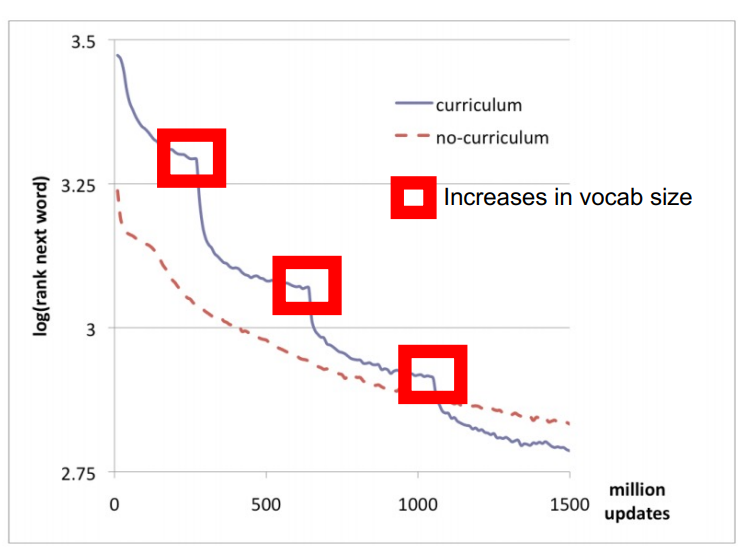 3.5
curriculum
no-curriculum
3.25
Increases in vocab size
log(rank next word)
3
2.75
0
500
1000
1500
million
updates